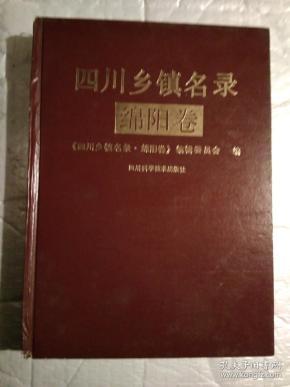 四川乡镇名录
绵阳卷
《四川乡镇名录·绵阳卷》编辑委员会 编
四川科学技术出版社
孔夫子旧书网